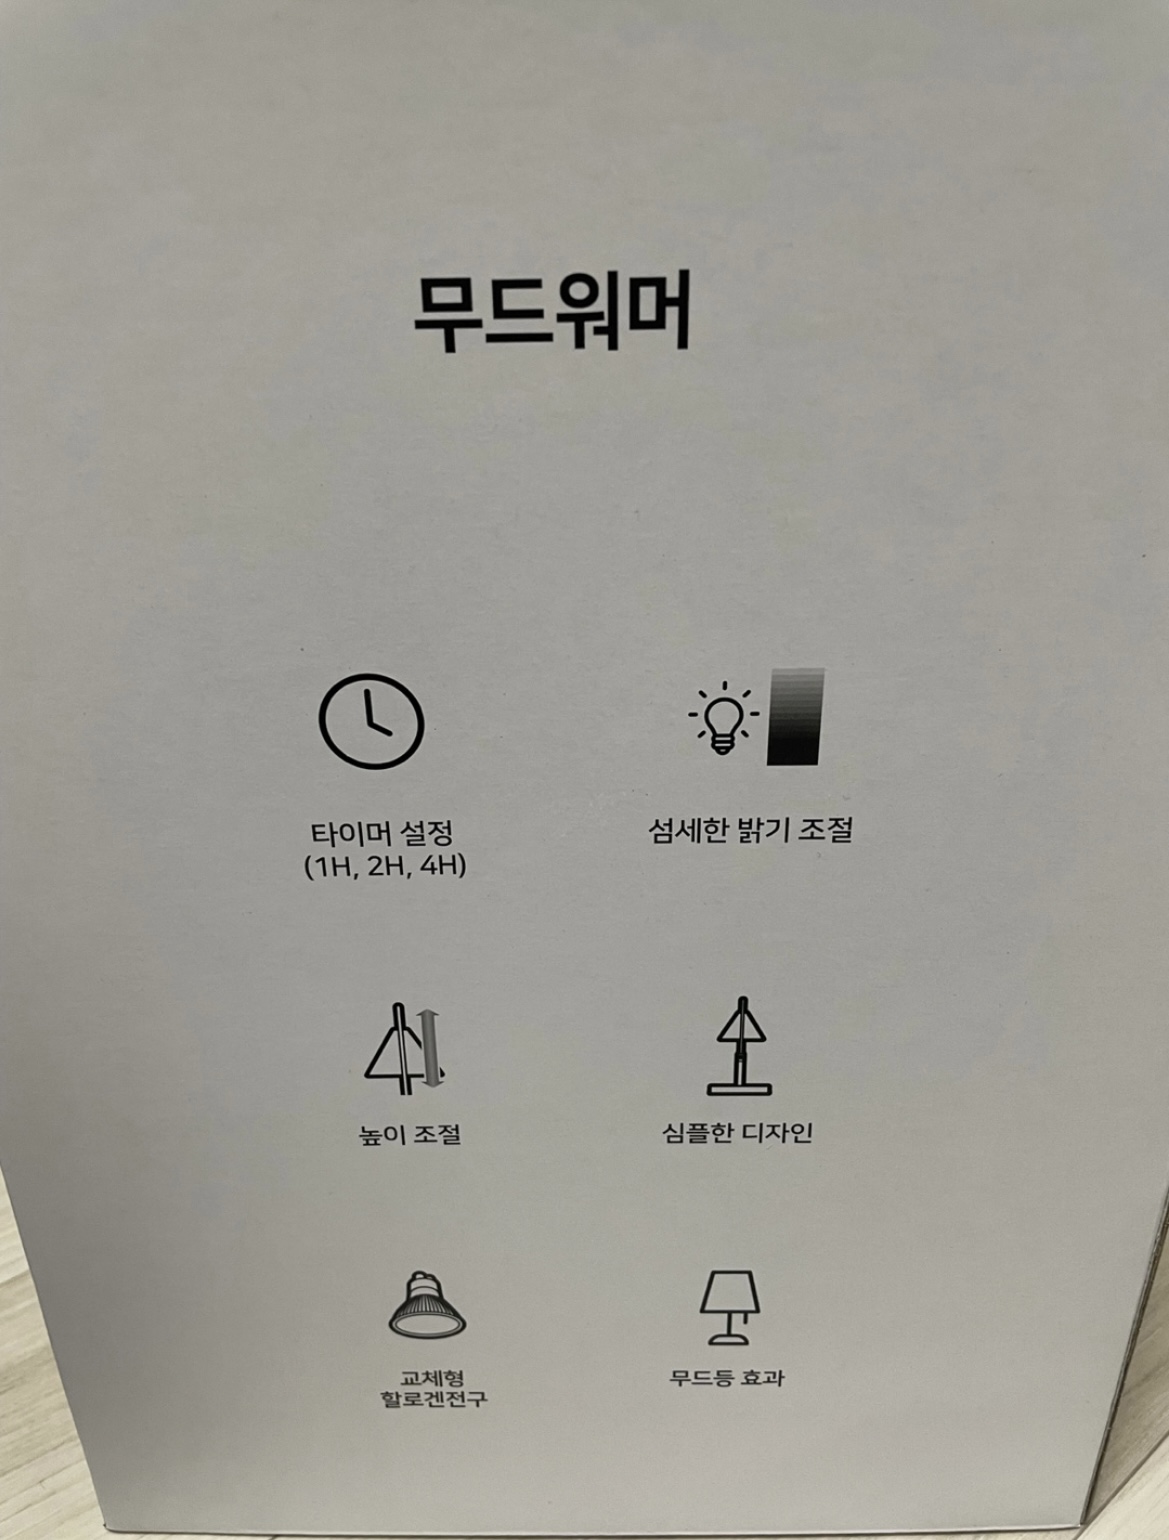 무드워머
타이머 설정
(1H, 2H, 4H)
섬세한 밝기 조절
높이 조절
심플한 디자인
교체형
할로겐전구
무드등 효과